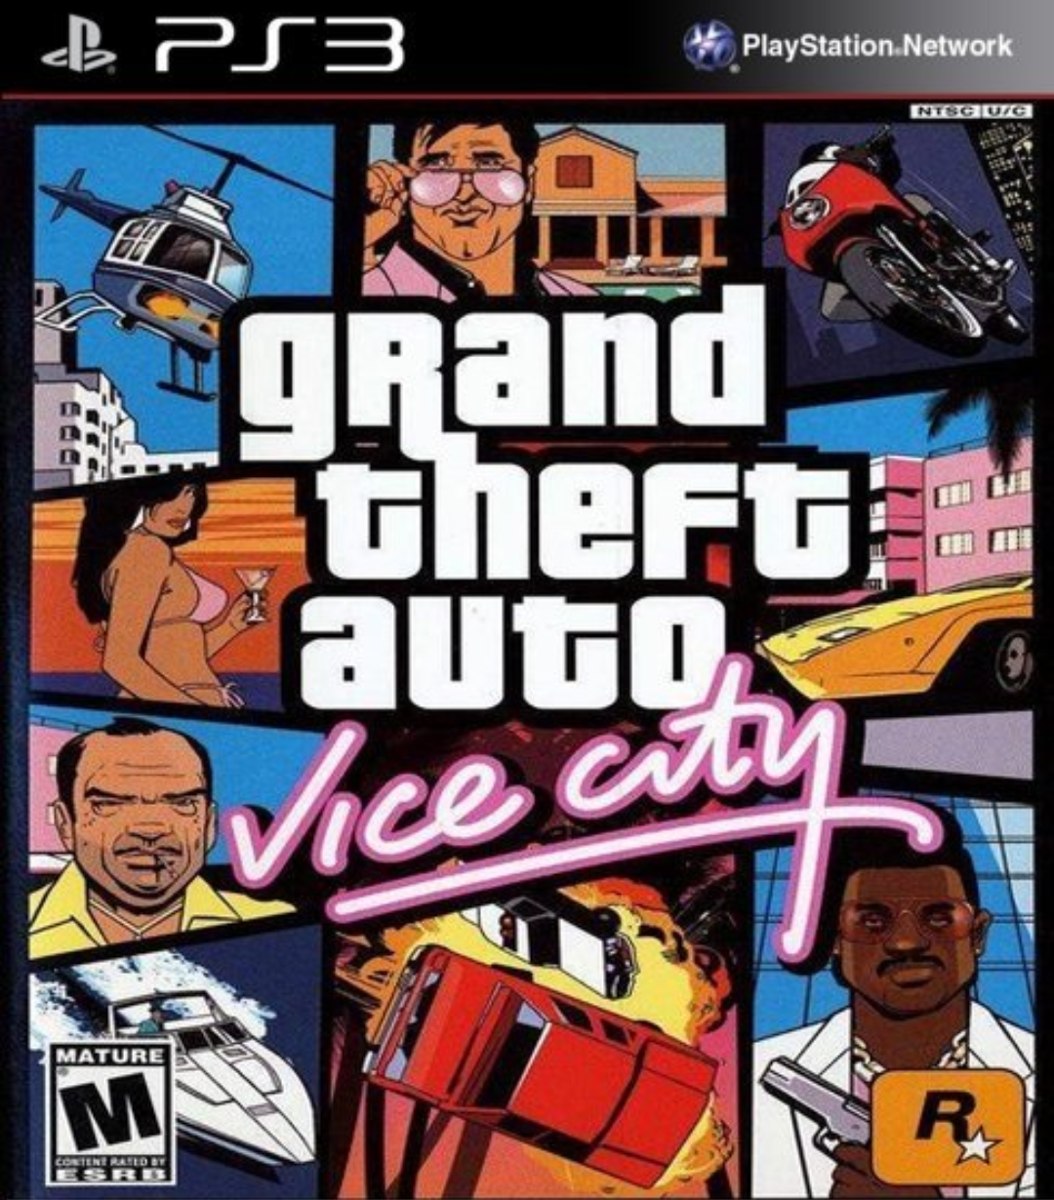 PS3
PlayStation Network
NTSC U/C
grand
theft
auto
vice city
MATURE
M
CONTENT RATED BY
ESRB
R